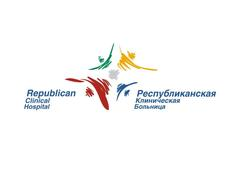 Republican
Clinical
Hospital
Республиканская
Клиническая
Больница